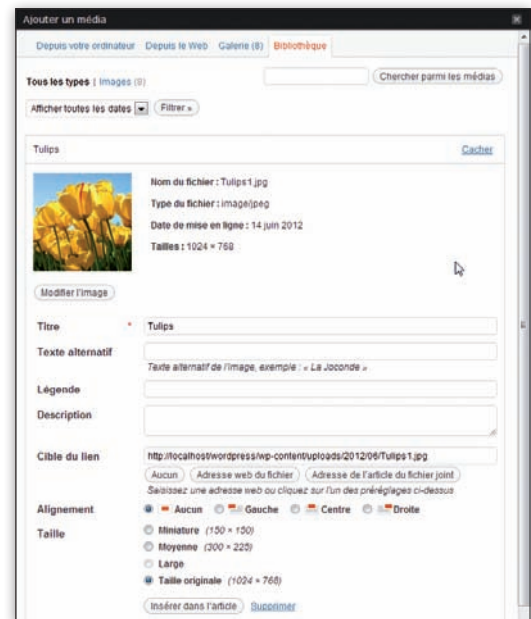 Ajouter un média
Depuis votre ordinateur Depuis le Web Galerie (8) Bibliothèque
Tous les types | Images (9)
Chercher parmi les médias
Afficher toutes les dates Filtrer »
Tulips Cacher
Nom du fichier : Tulips1.jpg
Type du fichier : image/jpeg
Date de mise en ligne : 14 juin 2012
Tailles : 1024 × 768
Modifier l'image
Titre * Tulips
Texte alternatif
Texte alternatif de l'image, exemple : « La Joconde »
Légende
Description
Cible du lien http://localhost/wordpress/wp-content/uploads/2012/06/Tulips1.jpg
Aucun Adresse web du fichier Adresse de l'article du fichier joint
Saisissez une adresse web ou cliquez sur l'un des préréglages ci-dessus
Alignement Aucun Gauche Centre Droite
Taille Miniature (150 × 150)
Moyenne (300 × 225)
Large
Taille originale (1024 × 768)
Insérer dans l'article Supprimer